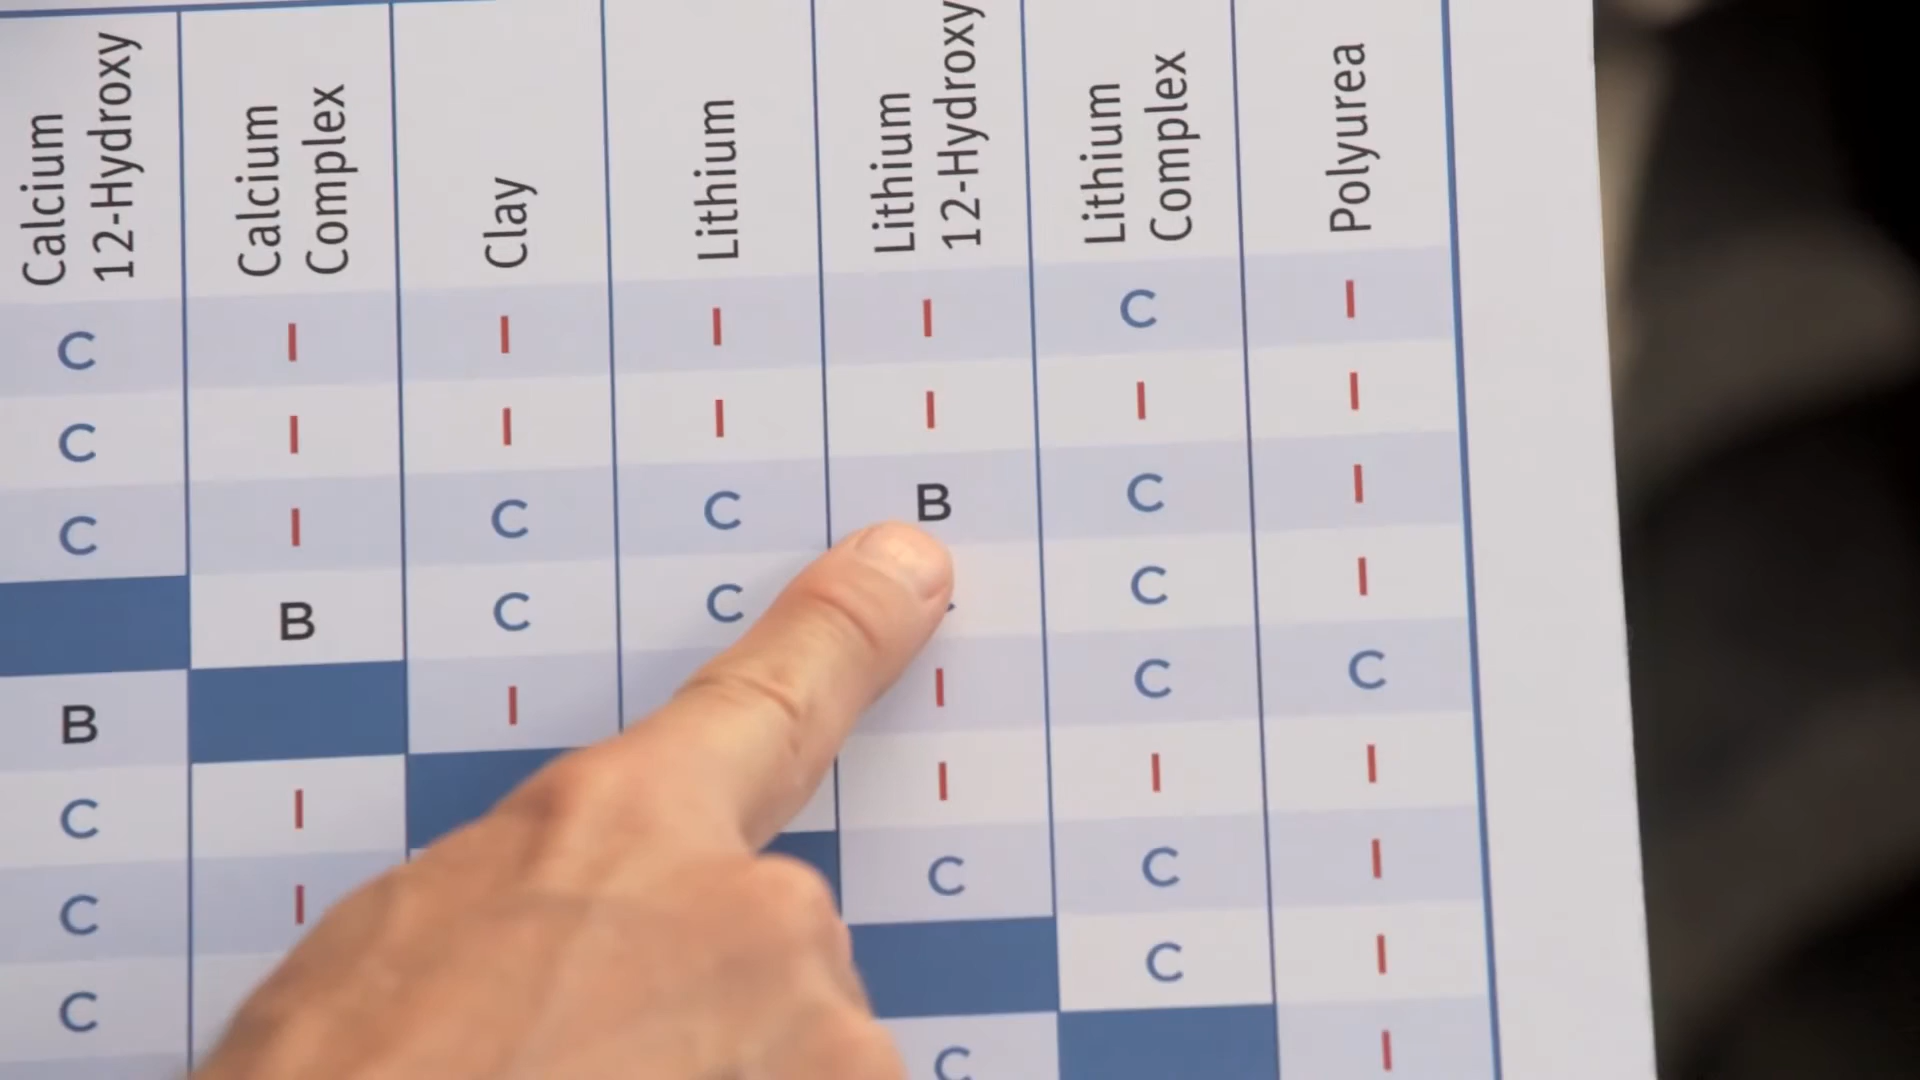 Calcium
12-Hydroxy
Calcium
Complex
Clay
Lithium
Lithium
12-Hydroxy
Lithium
Complex
Polyurea
C I I I I C I
C I I I I I I
C I C C B C I
B C C C I
B I I C C
C I I I I
C I C C I
C C I
C I